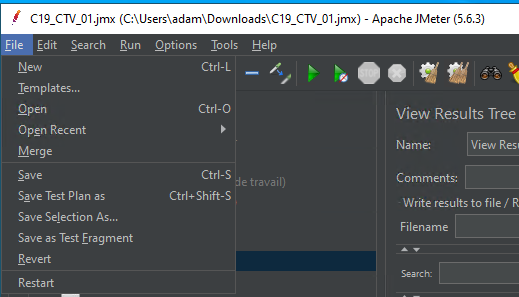 C19_CTV_01.jmx (C:\Users\adam\Downloads\C19_CTV_01.jmx) - Apache JMeter (5.6.3)
File Edit Search Run Options Tools Help
New Ctrl-L
Templates...
Open Ctrl-O
Open Recent
Merge
Save Ctrl-S
Save Test Plan as Ctrl+Shift-S
Save Selection As...
Save as Test Fragment
Revert
Restart
de travail)
STOP
View Results Tree
Name: View Resu
Comments:
Write results to file / R
Filename
Search: